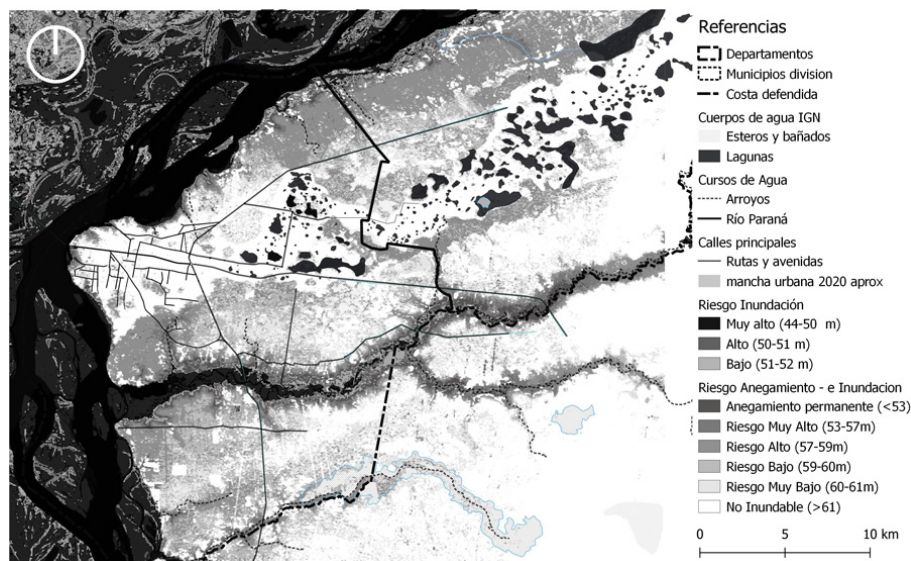 Referencias
Departamentos
Municipios division
Costa defendida
Cuerpos de agua IGN
Esteros y bañados
Lagunas
Cursos de Agua
Arroyos
Río Paraná
Calles principales
Rutas y avenidas
mancha urbana 2020 aprox
Riesgo Inundación
Muy alto (44-50 m)
Alto (50-51 m)
Bajo (51-52 m)
Riesgo Anegamiento - e Inundacion
Anegamiento permanente (<53)
Riesgo Muy Alto (53-57m)
Riesgo Alto (57-59m)
Riesgo Bajo (59-60m)
Riesgo Muy Bajo (60-61m)
No Inundable (>61)
0 5 10 km